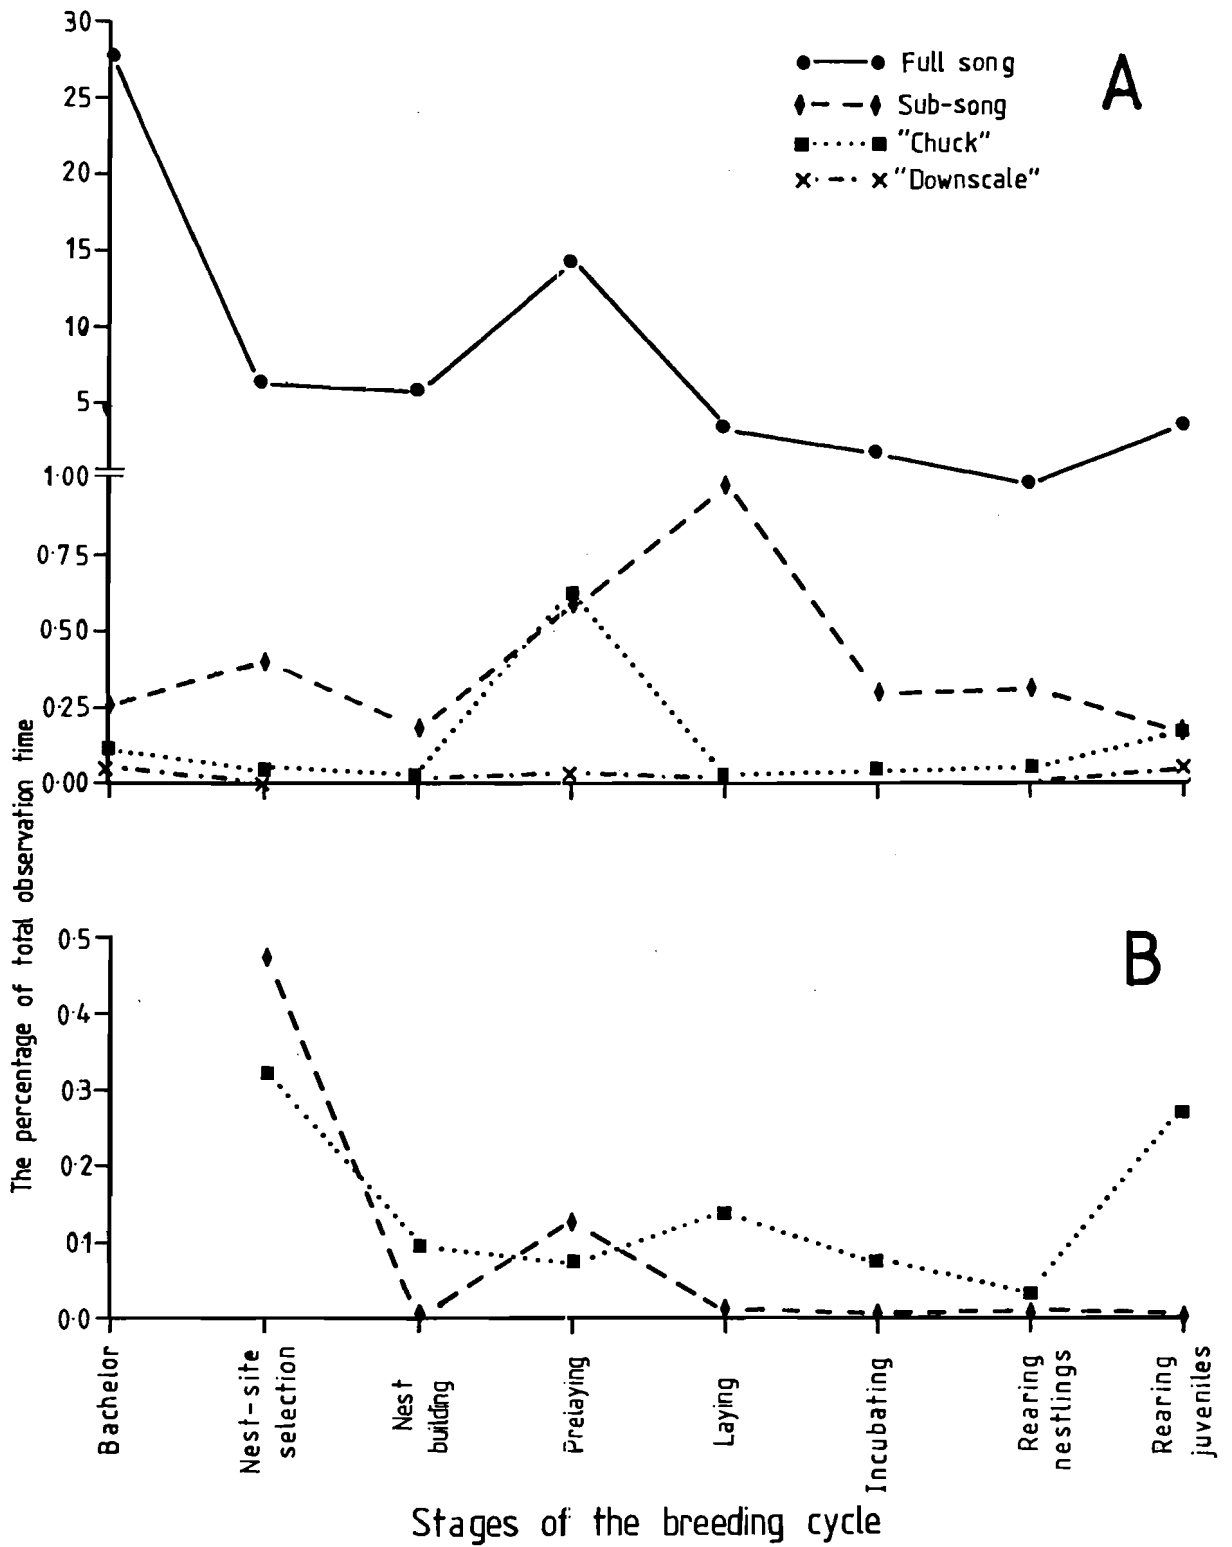 30
25
20
15
10
5
1·00
0·75
0·50
0·25
0·00
Full song
Sub-song
"Chuck"
"Downscale"
A
The percentage of total observation time
0·5
0·4
0·3
0·2
0·1
0·0
B
Bachelor
Nest-site
selection
Nest
building
Prelaying
Laying
Incubating
Rearing
nestlings
Rearing
juveniles
Stages of the breeding cycle